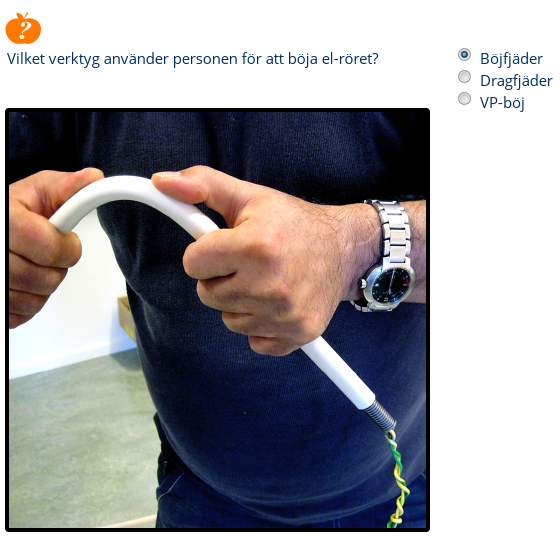 ?
Vilket verktyg använder personen för att böja el-röret?
Böjfjäder
Dragfjäder
VP-böj